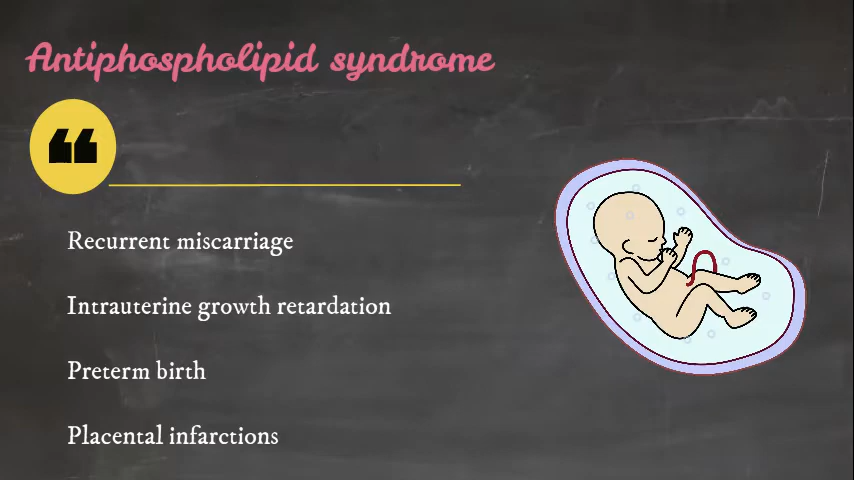 Antiphospholipid syndrome
❝
Recurrent miscarriage
Intrauterine growth retardation
Preterm birth
Placental infarctions